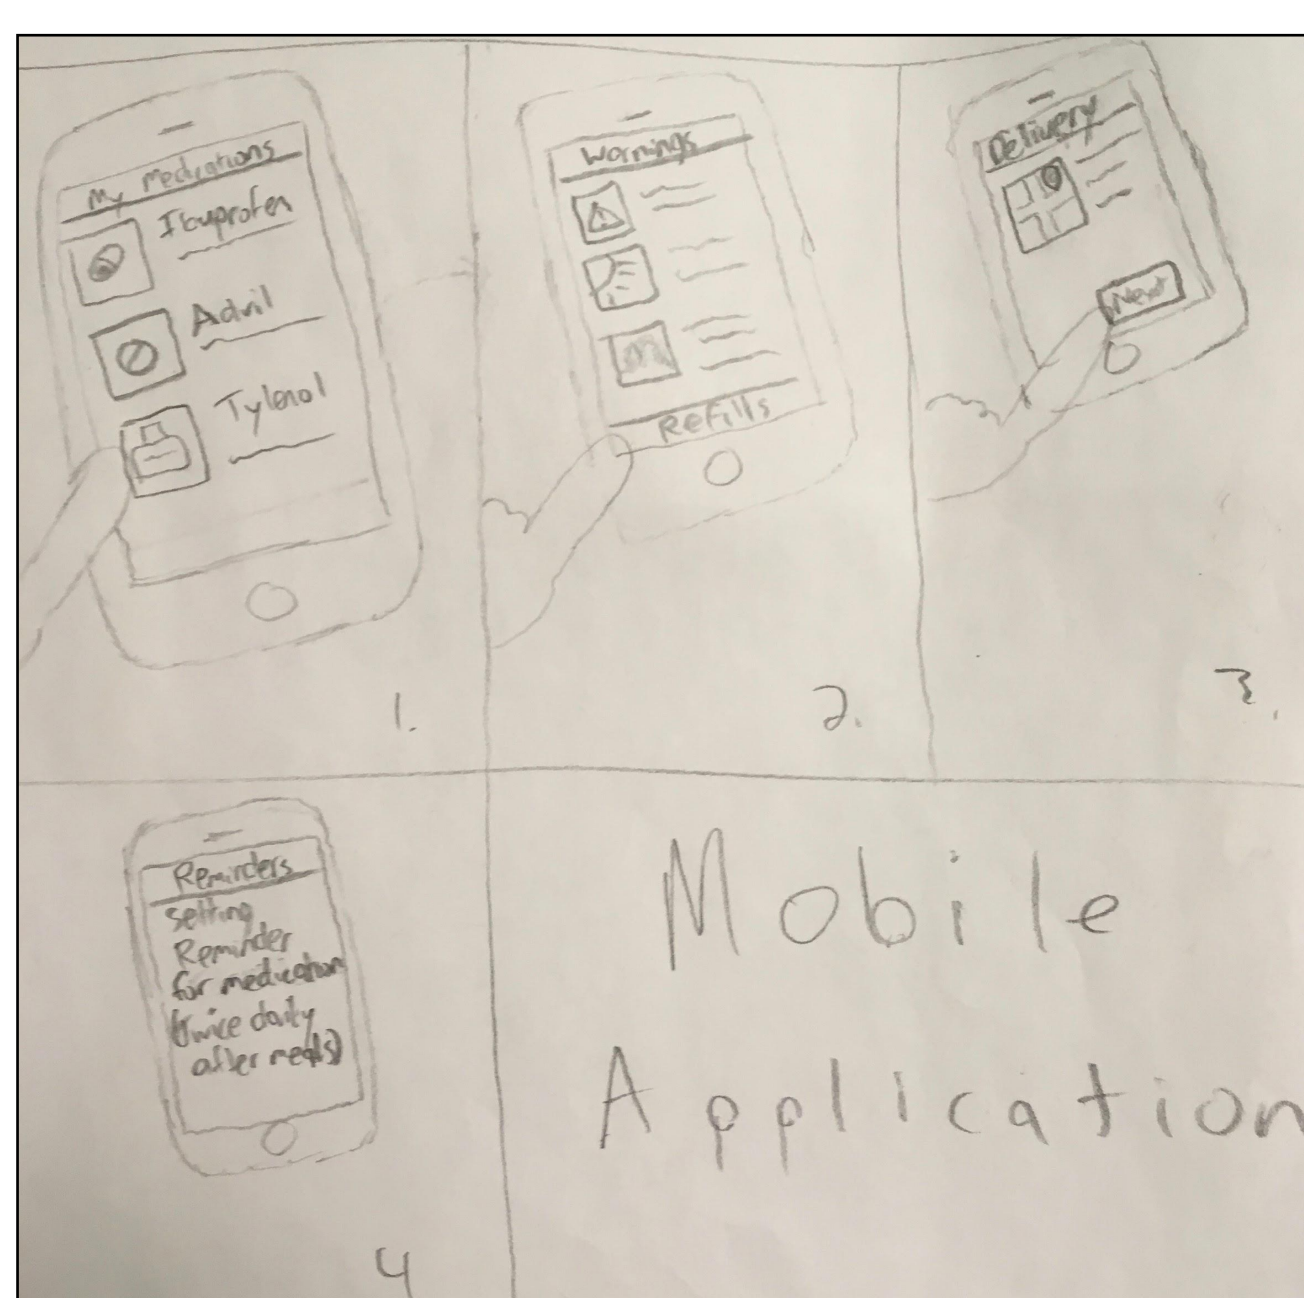 My Medications
Ibuprofen
Advil
Tylenol
1.
Warnings
Refills
2.
Delivery
Next
3.
Reminders
setting
Reminder
for medication
(twice daily
after meals)
4
Mobile
Application